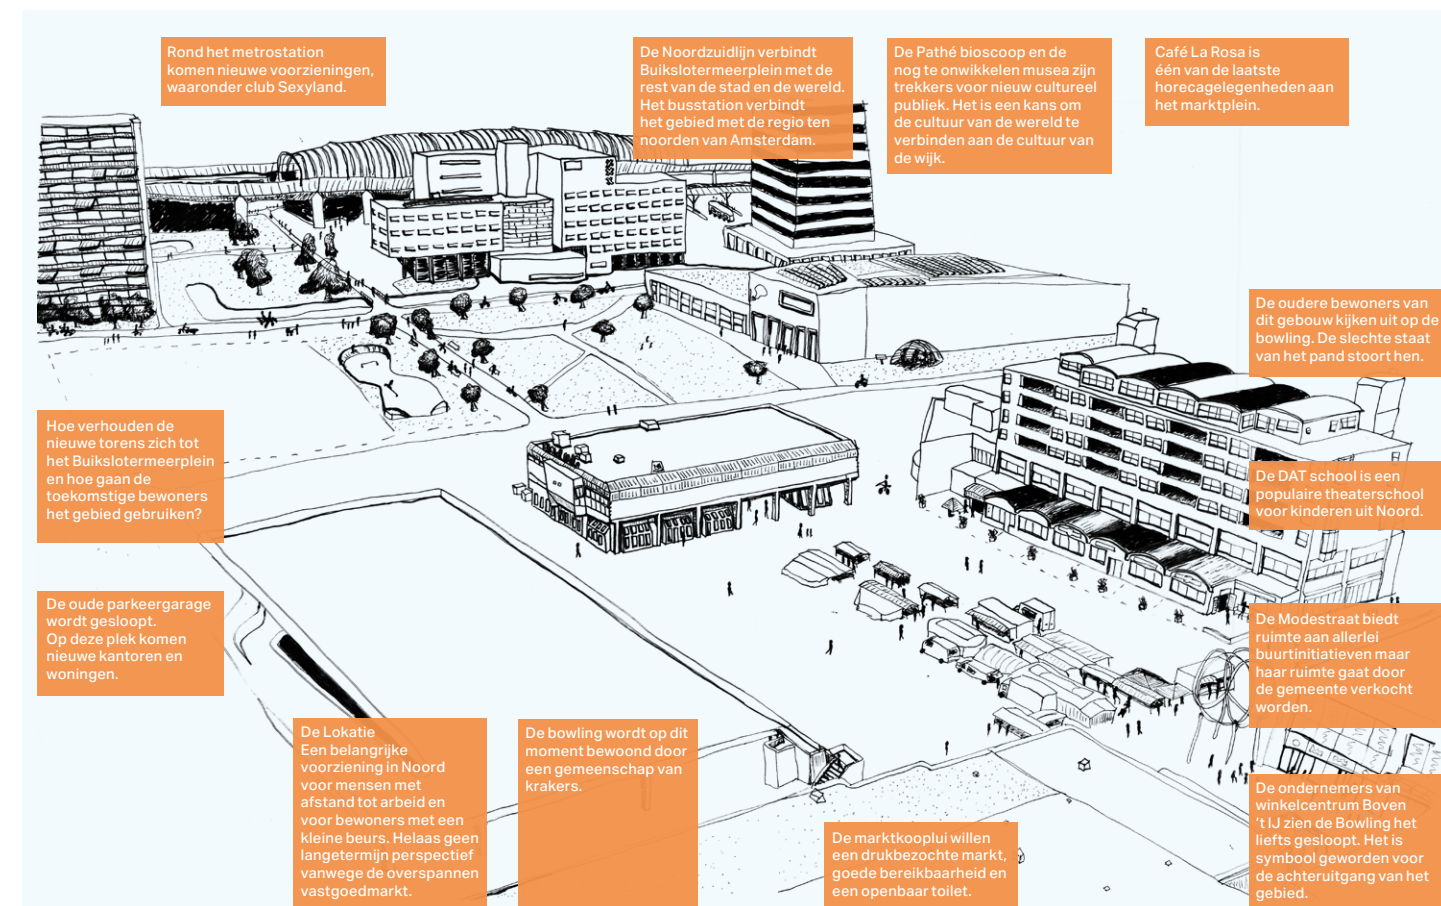 Rond het metrostation
komen nieuwe voorzieningen,
waaronder club Sexyland.
De Noordzuidlijn verbindt
Buikslotermeerplein met de
rest van de stad en de wereld.
Het busstation verbindt
het gebied met de regio ten
noorden van Amsterdam.
De Pathé bioscoop en de
nog te onwikkelen musea zijn
trekkers voor nieuw cultureel
publiek. Het is een kans om
de cultuur van de wereld te
verbinden aan de cultuur van
de wijk.
Café La Rosa is
één van de laatste
horecagelegenheden aan
het marktplein.
De oudere bewoners van
dit gebouw kijken uit op de
bowling. De slechte staat
van het pand stoort hen.
Hoe verhouden de
nieuwe torens zich tot
het Buikslotermeerplein
en hoe gaan de
toekomstige bewoners
het gebied gebruiken?
De DAT school is een
populaire theaterschool
voor kinderen uit Noord.
De oude parkeergarage
wordt gesloopt.
Op deze plek komen
nieuwe kantoren en
woningen.
De Modestraat biedt
ruimte aan allerlei
buurtinitiatieven maar
haar ruimte gaat door
de gemeente verkocht
worden.
De Lokatie
Een belangrijke
voorziening in Noord
voor mensen met
afstand tot arbeid en
voor bewoners met een
kleine beurs. Helaas geen
langetermijn perspectief
vanwege de overspannen
vastgoedmarkt.
De bowling wordt op dit
moment bewoond door
een gemeenschap van
krakers.
De marktkooplui willen
een drukbezochte markt,
goede bereikbaarheid en
een openbaar toilet.
De ondernemers van
winkelcentrum Boven
't IJ zien de Bowling het
liefts gesloopt. Het is
symbool geworden voor
de achteruitgang van het
gebied.